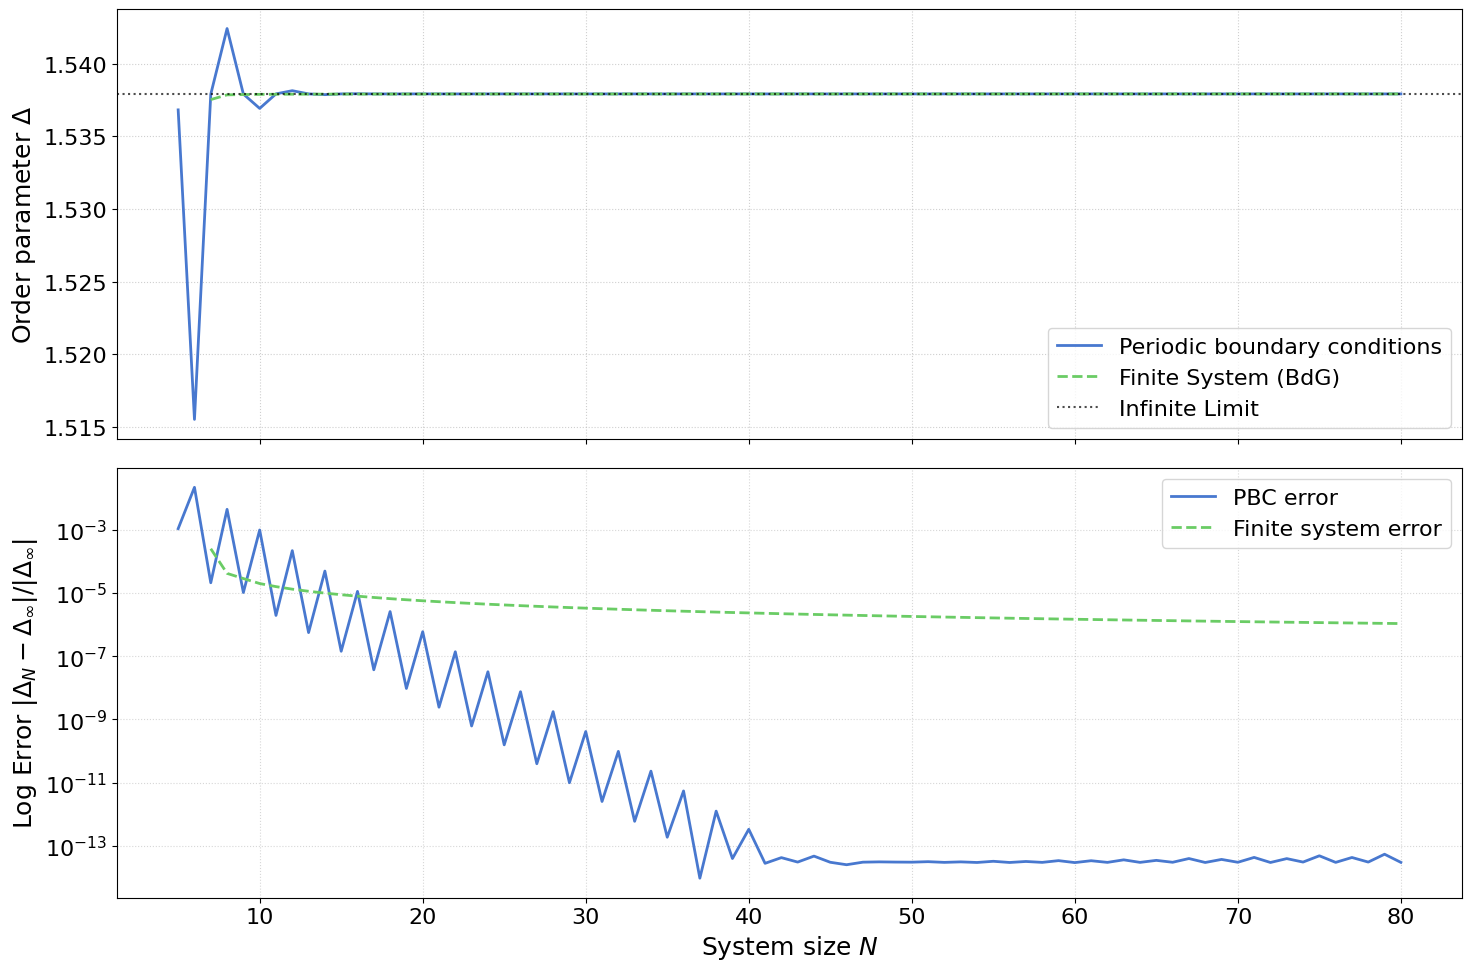 1.540
1.535
1.530
1.525
1.520
1.515
Order parameter Δ
Periodic boundary conditions
Finite System (BdG)
Infinite Limit
10⁻³
10⁻⁵
10⁻⁷
10⁻⁹
10⁻¹¹
10⁻¹³
Log Error |Δ_N − Δ_∞|/|Δ_∞|
PBC error
Finite system error
10 20 30 40 50 60 70 80
System size N